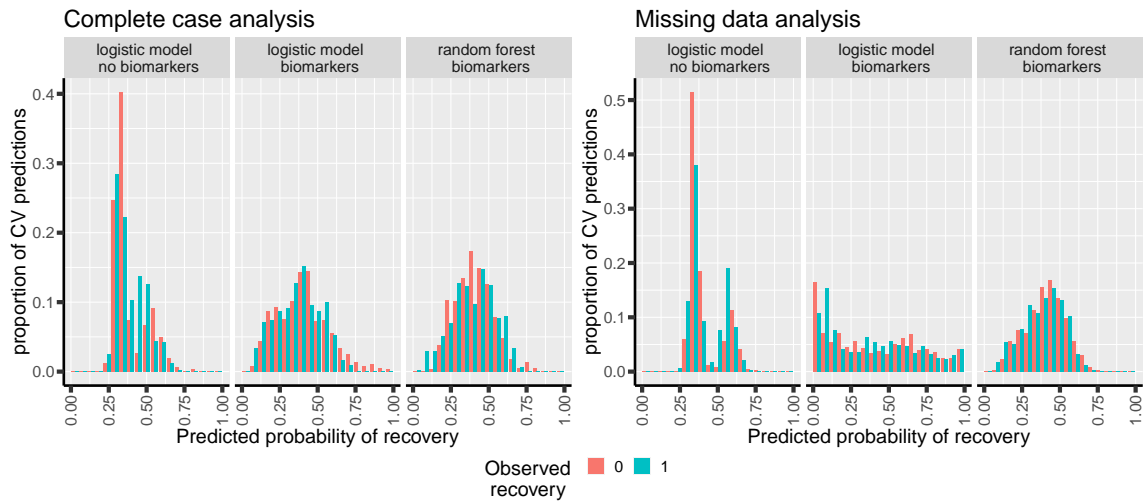 Complete case analysis
logistic model
no biomarkers
logistic model
biomarkers
random forest
biomarkers
proportion of CV predictions
0.4
0.3
0.2
0.1
0.0
0.00
0.25
0.50
0.75
1.00
0.00
0.25
0.50
0.75
1.00
0.00
0.25
0.50
0.75
1.00
Predicted probability of recovery
Missing data analysis
logistic model
no biomarkers
logistic model
biomarkers
random forest
biomarkers
proportion of CV predictions
0.5
0.4
0.3
0.2
0.1
0.0
0.00
0.25
0.50
0.75
1.00
0.00
0.25
0.50
0.75
1.00
0.00
0.25
0.50
0.75
1.00
Predicted probability of recovery
Observed
recovery
0
1